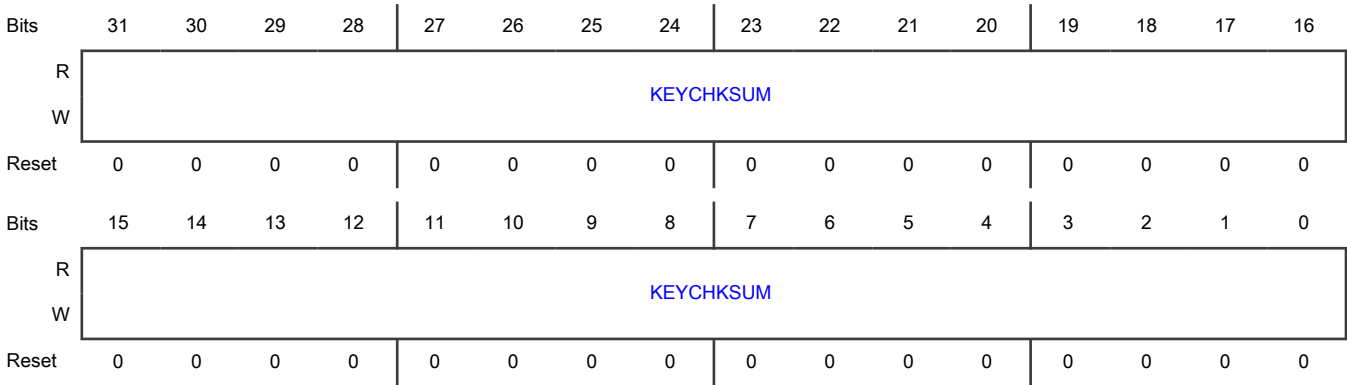 Bits 31 30 29 28 27 26 25 24 23 22 21 20 19 18 17 16
R
KEYCHKSUM
W
Reset 0 0 0 0 0 0 0 0 0 0 0 0 0 0 0 0
Bits 15 14 13 12 11 10 9 8 7 6 5 4 3 2 1 0
R
KEYCHKSUM
W
Reset 0 0 0 0 0 0 0 0 0 0 0 0 0 0 0 0